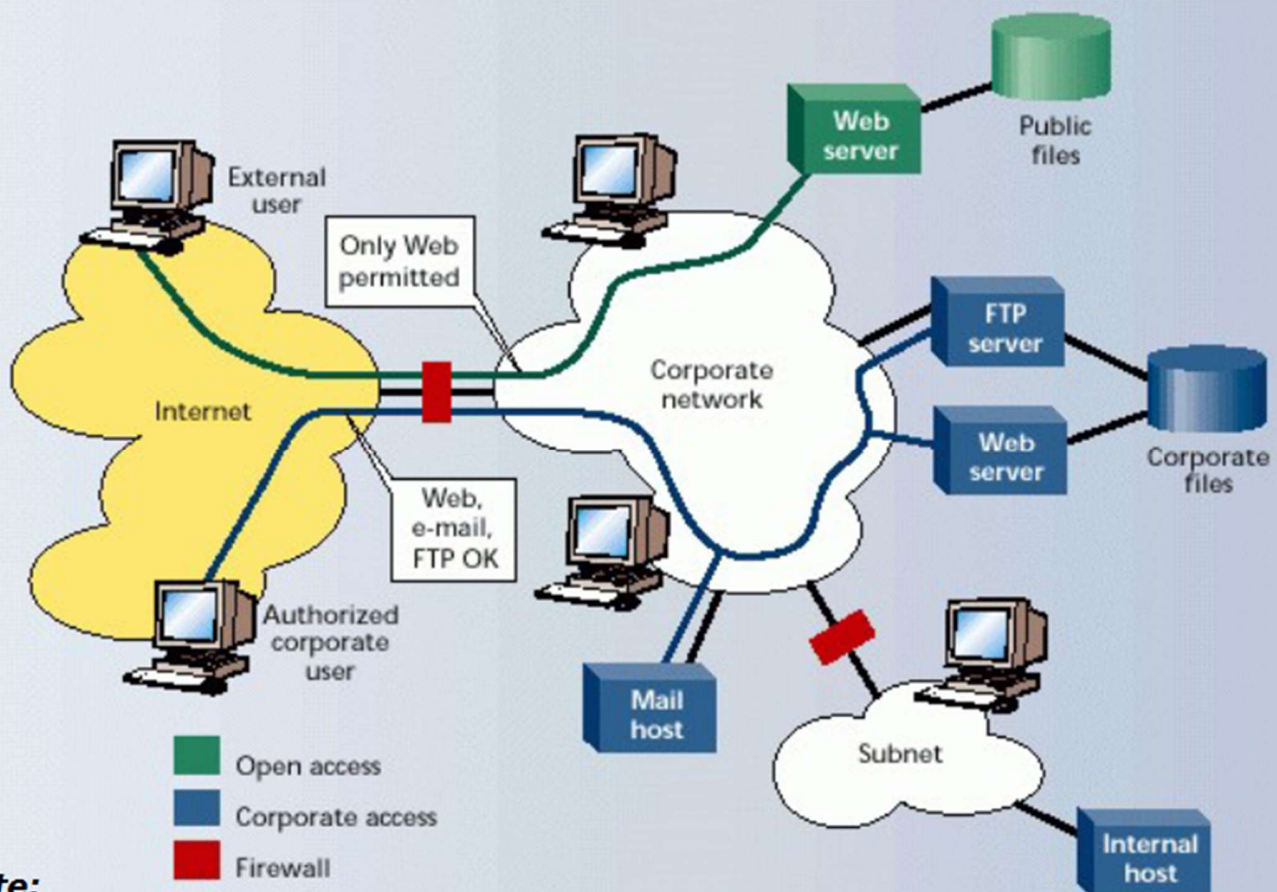 Public
files
Web
server
External
user
Only Web
permitted
FTP
server
Corporate
network
Internet
Web
server
Corporate
files
Web,
e-mail,
FTP OK
Authorized
corporate
user
Mail
host
Subnet
Open access
Corporate access
Firewall
Internal
host